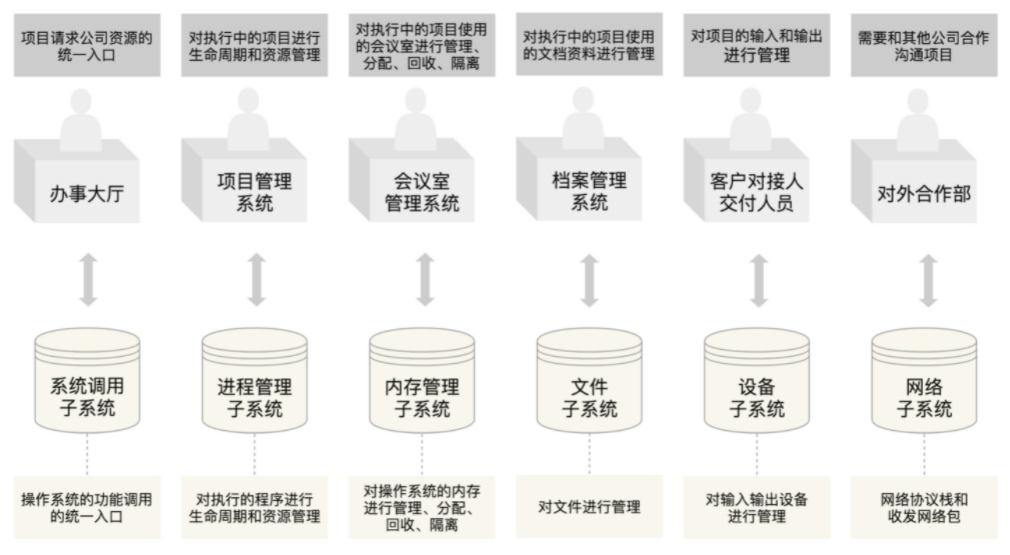 项目请求公司资源的
统一入口
对执行中的项目进行
生命周期和资源管理
对执行中的项目使用
的会议室进行管理、
分配、回收、隔离
对执行中的项目使用
的文档资料进行管理
对项目的输入和输出
进行管理
需要和其他公司合作
沟通项目
办事大厅
项目管理
系统
会议室
管理系统
档案管理
系统
客户对接人
交付人员
对外合作部
系统调用
子系统
进程管理
子系统
内存管理
子系统
文件
子系统
设备
子系统
网络
子系统
操作系统的功能调用
的统一入口
对执行的程序进行
生命周期和资源管理
对操作系统的内存
进行管理、分配、
回收、隔离
对文件进行管理
对输入输出设备
进行管理
网络协议栈和
收发网络包